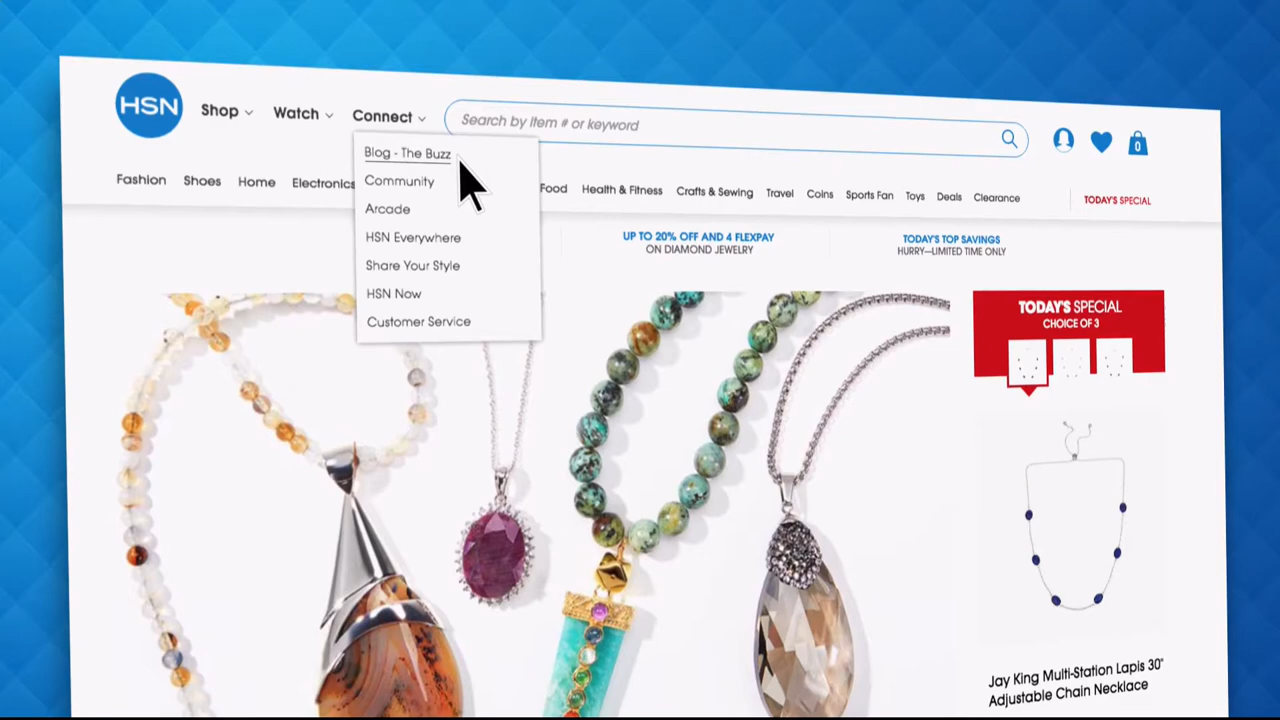 HSN
Shop
Watch
Connect
Search by item # or keyword
0
Blog - The Buzz
Community
Arcade
HSN Everywhere
Share Your Style
HSN Now
Customer Service
Fashion
Shoes
Home
Electronics
Food
Health & Fitness
Crafts & Sewing
Travel
Coins
Sports Fan
Toys
Deals
Clearance
TODAY'S SPECIAL
UP TO 20% OFF AND 4 FLEXPAY
ON DIAMOND JEWELRY
TODAY'S TOP SAVINGS
HURRY—LIMITED TIME ONLY
TODAY'S SPECIAL
CHOICE OF 3
Jay King Multi-Station Lapis 30"
Adjustable Chain Necklace